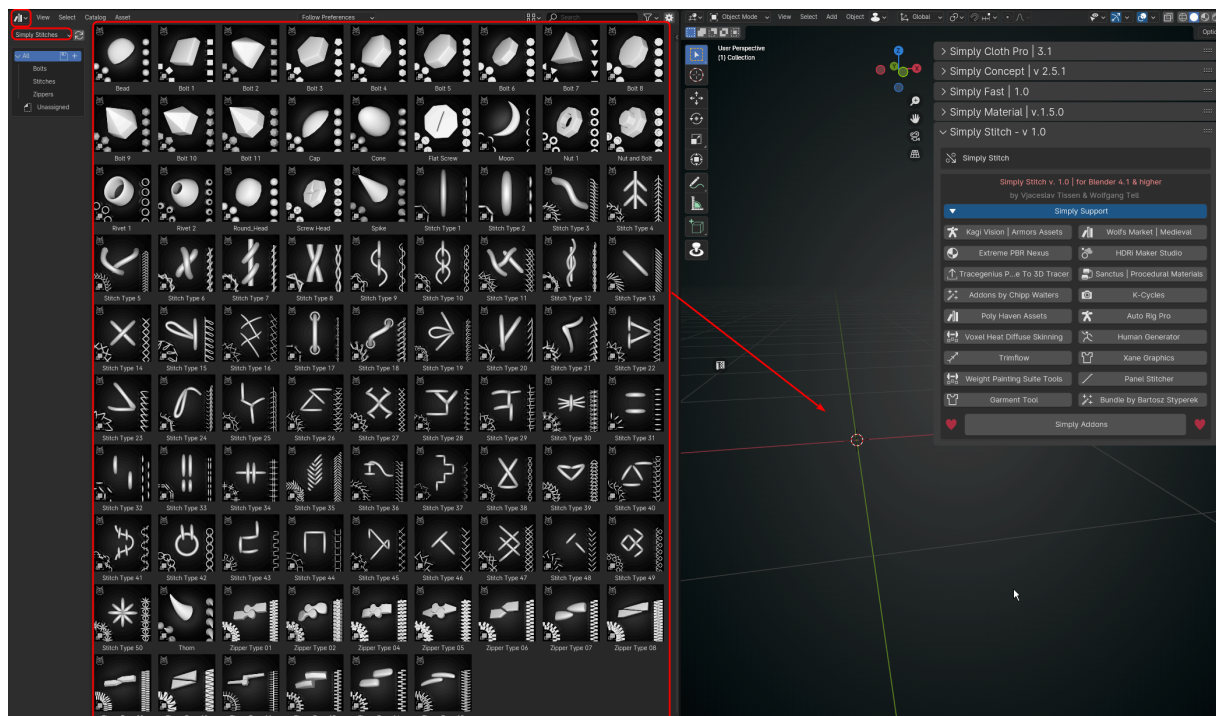 View Select Catalog Asset Follow Preferences Search
Simply Stitches
All
Bolts
Stitches
Zippers
Unassigned
Bead Bolt 1 Bolt 2 Bolt 3 Bolt 4 Bolt 5 Bolt 6 Bolt 7 Bolt 8
Bolt 9 Bolt 10 Bolt 11 Cap Cone Flat Screw Moon Nut 1 Nut and Bolt
Rivet 1 Rivet 2 Round_Head Screw Head Spike Stitch Type 1 Stitch Type 2 Stitch Type 3 Stitch Type 4
Stitch Type 5 Stitch Type 6 Stitch Type 7 Stitch Type 8 Stitch Type 9 Stitch Type 10 Stitch Type 11 Stitch Type 12 Stitch Type 13
Stitch Type 14 Stitch Type 15 Stitch Type 16 Stitch Type 17 Stitch Type 18 Stitch Type 19 Stitch Type 20 Stitch Type 21 Stitch Type 22
Stitch Type 23 Stitch Type 24 Stitch Type 25 Stitch Type 26 Stitch Type 27 Stitch Type 28 Stitch Type 29 Stitch Type 30 Stitch Type 31
Stitch Type 32 Stitch Type 33 Stitch Type 34 Stitch Type 35 Stitch Type 36 Stitch Type 37 Stitch Type 38 Stitch Type 39 Stitch Type 40
Stitch Type 41 Stitch Type 42 Stitch Type 43 Stitch Type 44 Stitch Type 45 Stitch Type 46 Stitch Type 47 Stitch Type 48 Stitch Type 49
Stitch Type 50 Thorn Zipper Type 01 Zipper Type 02 Zipper Type 04 Zipper Type 05 Zipper Type 06 Zipper Type 07 Zipper Type 08
Object Mode View Select Add Object Global
Optic
User Perspective
(1) Collection
X
Y
Z
Simply Cloth Pro | 3.1
Simply Concept | v 2.5.1
Simply Fast | 1.0
Simply Material | v.1.5.0
Simply Stitch - v 1.0
Simply Stitch
Simply Stitch v. 1.0 | for Blender 4.1 & higher
by Vjaceslav Tissen & Wolfgang Teil
Simply Support
Kagi Vision | Armors Assets Wolfs Market | Medieval
Extreme PBR Nexus HDRI Maker Studio
Tracegenius P...e To 3D Tracer Sanctus | Procedural Materials
Addons by Chipp Walters K-Cycles
Poly Haven Assets Auto Rig Pro
Voxel Heat Diffuse Skinning Human Generator
Trimflow Xane Graphics
Weight Painting Suite Tools Panel Stitcher
Garment Tool Bundle by Bartosz Styperek
Simply Addons